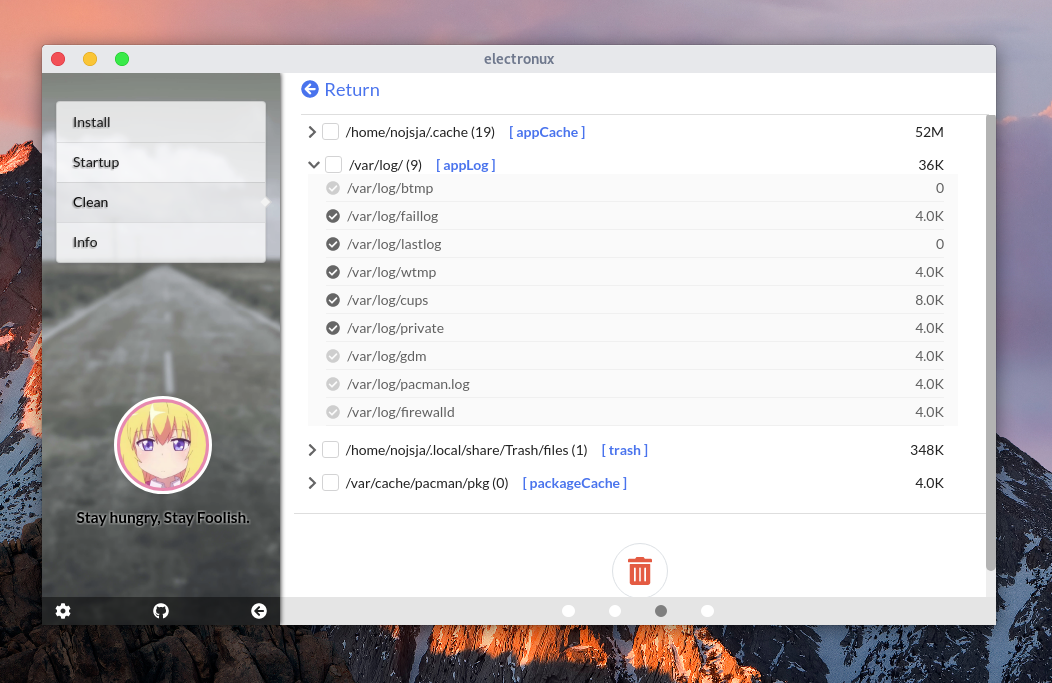 electronux
Install
Startup
Clean
Info
Stay hungry, Stay Foolish.
Return
/home/nojsja/.cache (19) [ appCache ] 52M
/var/log/ (9) [ appLog ] 36K
/var/log/btmp 0
/var/log/faillog 4.0K
/var/log/lastlog 0
/var/log/wtmp 4.0K
/var/log/cups 8.0K
/var/log/private 4.0K
/var/log/gdm 4.0K
/var/log/pacman.log 4.0K
/var/log/firewalld 4.0K
/home/nojsja/.local/share/Trash/files (1) [ trash ] 348K
/var/cache/pacman/pkg (0) [ packageCache ] 4.0K